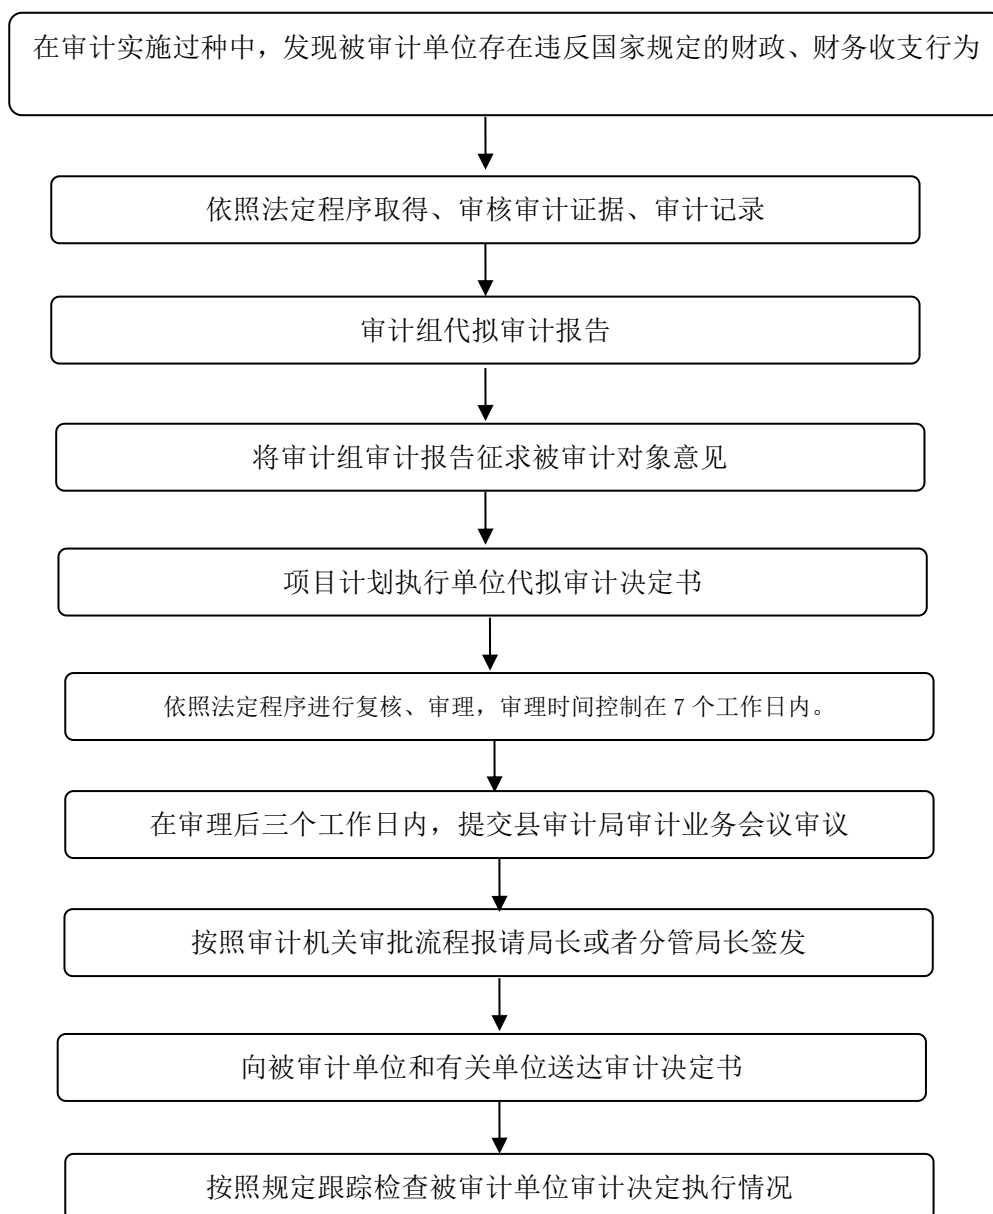 在审计实施过种中，发现被审计单位存在违反国家规定的财政、财务收支行为
依照法定程序取得、审核审计证据、审计记录
审计组代拟审计报告
将审计组审计报告征求被审计对象意见
项目计划执行单位代拟审计决定书
依照法定程序进行复核、审理，审理时间控制在 7 个工作日内。
在审理后三个工作日内，提交县审计局审计业务会议审议
按照审计机关审批流程报请局长或者分管局长签发
向被审计单位和有关单位送达审计决定书
按照规定跟踪检查被审计单位审计决定执行情况